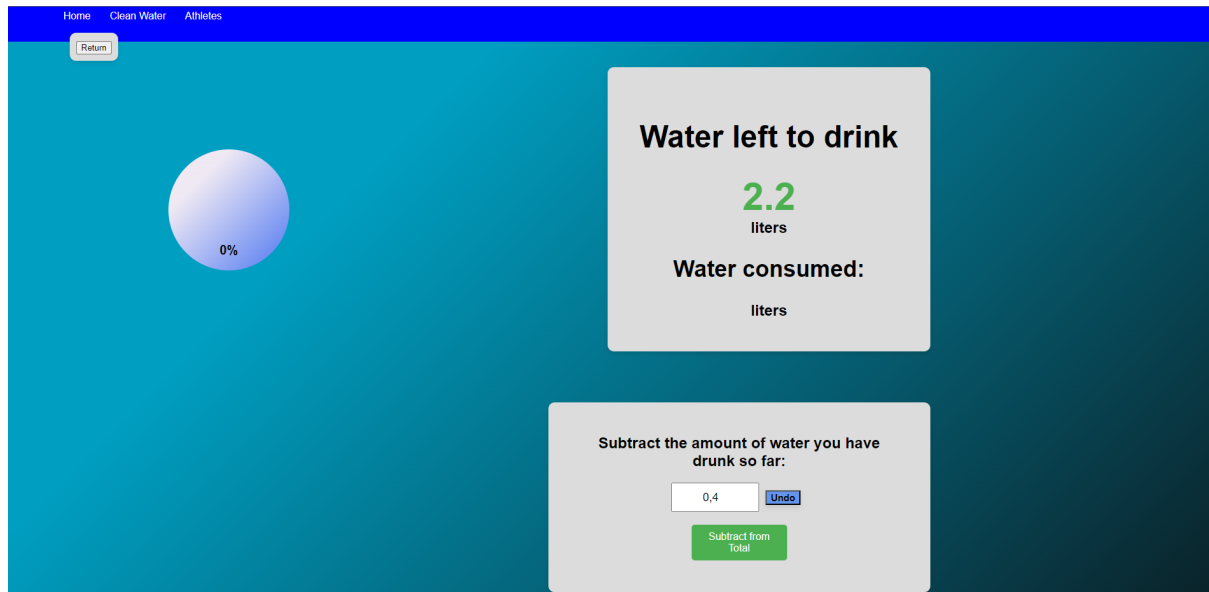 Home Clean Water Athletes
Return
Water left to drink
2.2
liters
Water consumed:
liters
0%
Subtract the amount of water you have
drunk so far:
0,4 Undo
Subtract from
Total